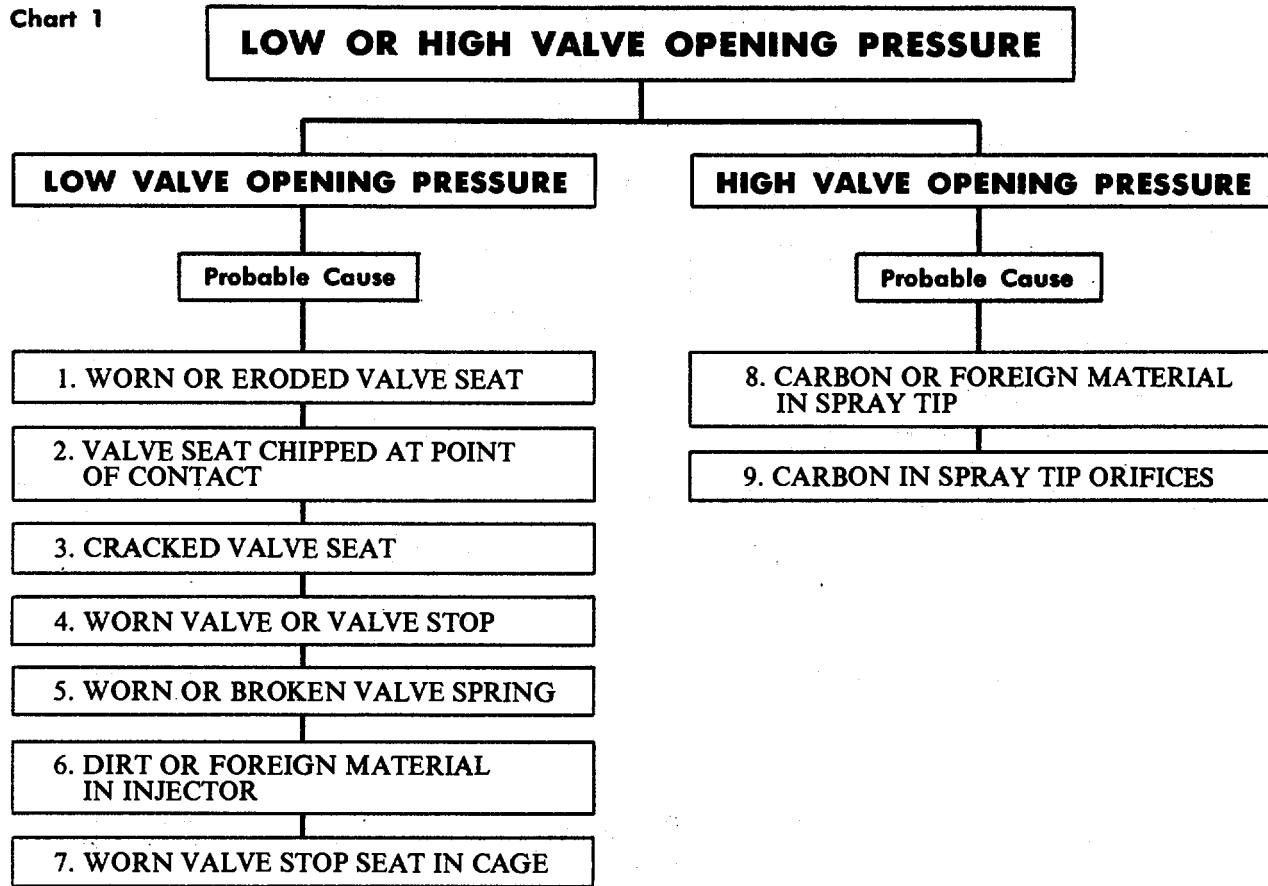 Chart 1
LOW OR HIGH VALVE OPENING PRESSURE
LOW VALVE OPENING PRESSURE
Probable Cause
1. WORN OR ERODED VALVE SEAT
2. VALVE SEAT CHIPPED AT POINT
OF CONTACT
3. CRACKED VALVE SEAT
4. WORN VALVE OR VALVE STOP
5. WORN OR BROKEN VALVE SPRING
6. DIRT OR FOREIGN MATERIAL
IN INJECTOR
7. WORN VALVE STOP SEAT IN CAGE
HIGH VALVE OPENING PRESSURE
Probable Cause
8. CARBON OR FOREIGN MATERIAL
IN SPRAY TIP
9. CARBON IN SPRAY TIP ORIFICES